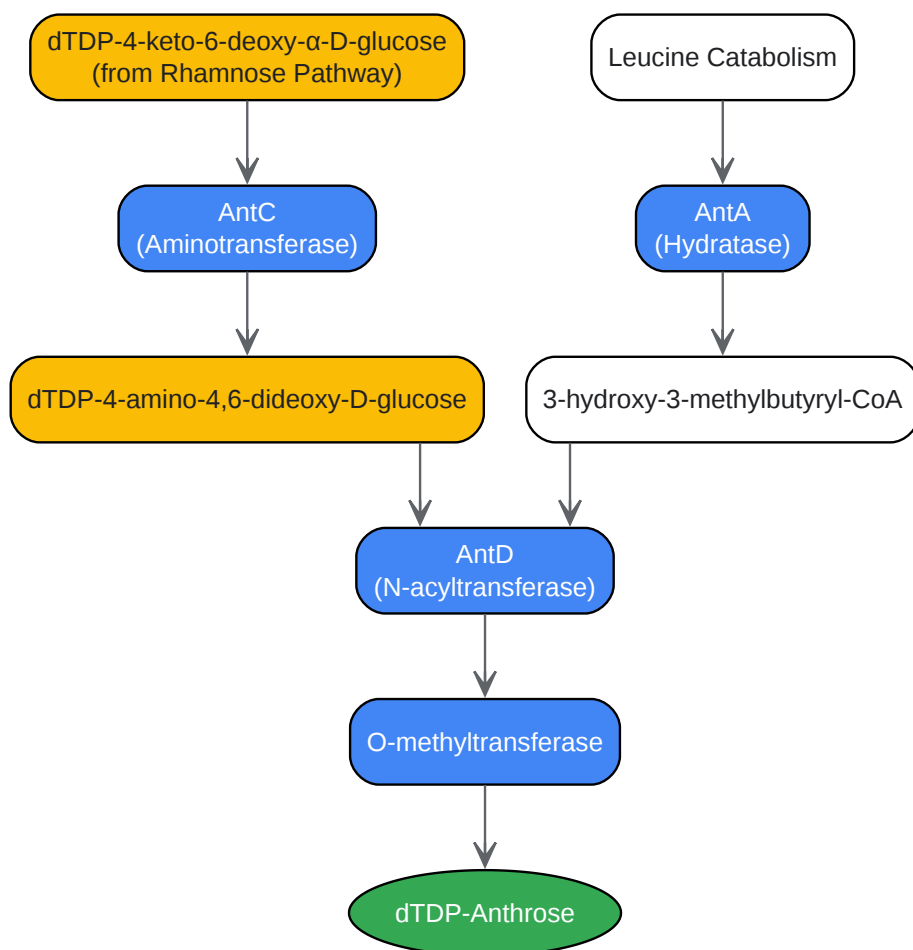 dTDP-4-keto-6-deoxy-α-D-glucose
(from Rhamnose Pathway)
Leucine Catabolism
AntC
(Aminotransferase)
AntA
(Hydratase)
dTDP-4-amino-4,6-dideoxy-D-glucose
3-hydroxy-3-methylbutyryl-CoA
AntD
(N-acyltransferase)
O-methyltransferase
dTDP-Anthrose